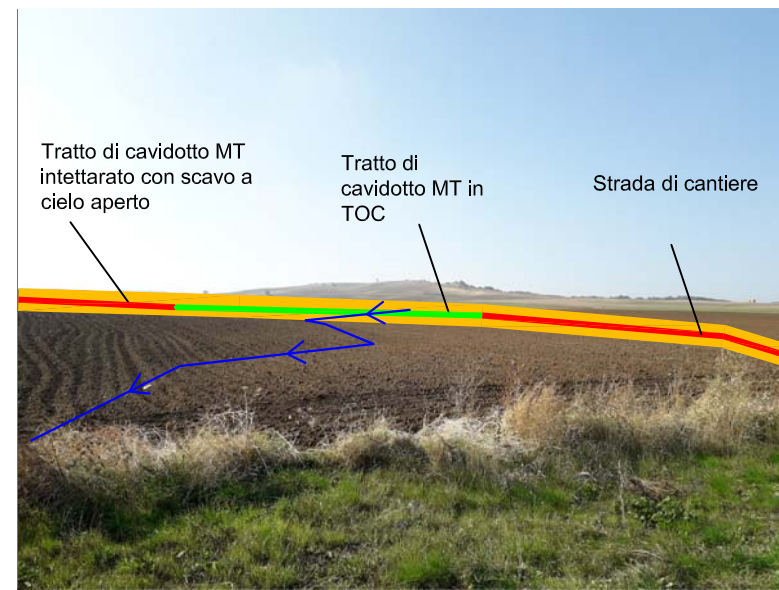 Tratto di cavidotto MT
intettarato con scavo a
cielo aperto
Tratto di
cavidotto MT in
TOC
Strada di cantiere